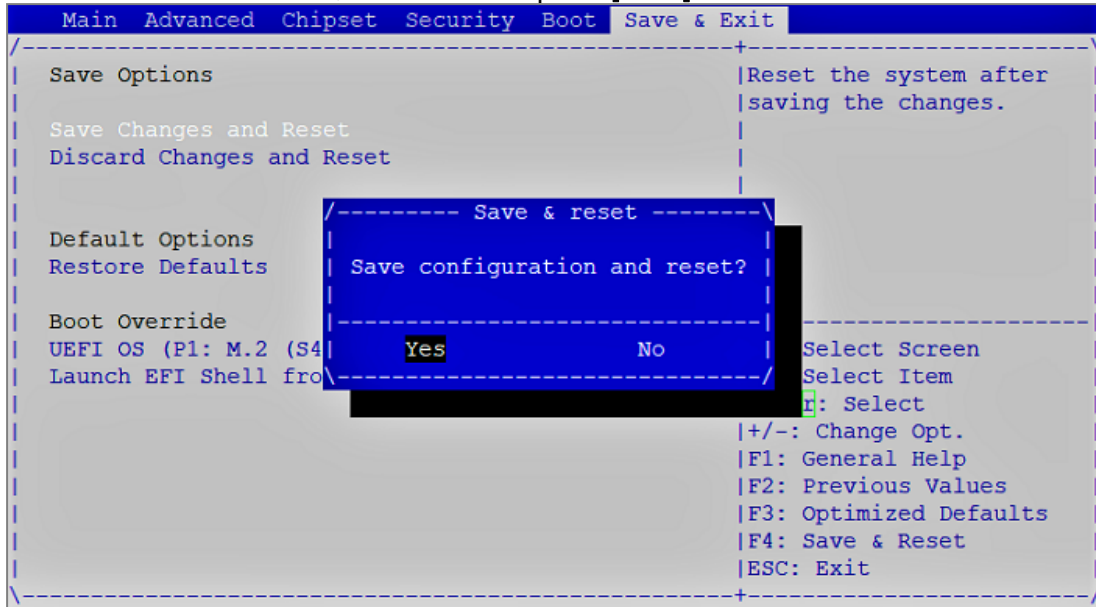 Main Advanced Chipset Security Boot Save & Exit
Save Options
Save Changes and Reset
Discard Changes and Reset
Default Options
Restore Defaults
Boot Override
UEFI OS (P1: M.2 (S4
Launch EFI Shell fro
Reset the system after
saving the changes.
Save & reset
Save configuration and reset?
Yes No
Select Screen
Select Item
r: Select
+/-: Change Opt.
F1: General Help
F2: Previous Values
F3: Optimized Defaults
F4: Save & Reset
ESC: Exit